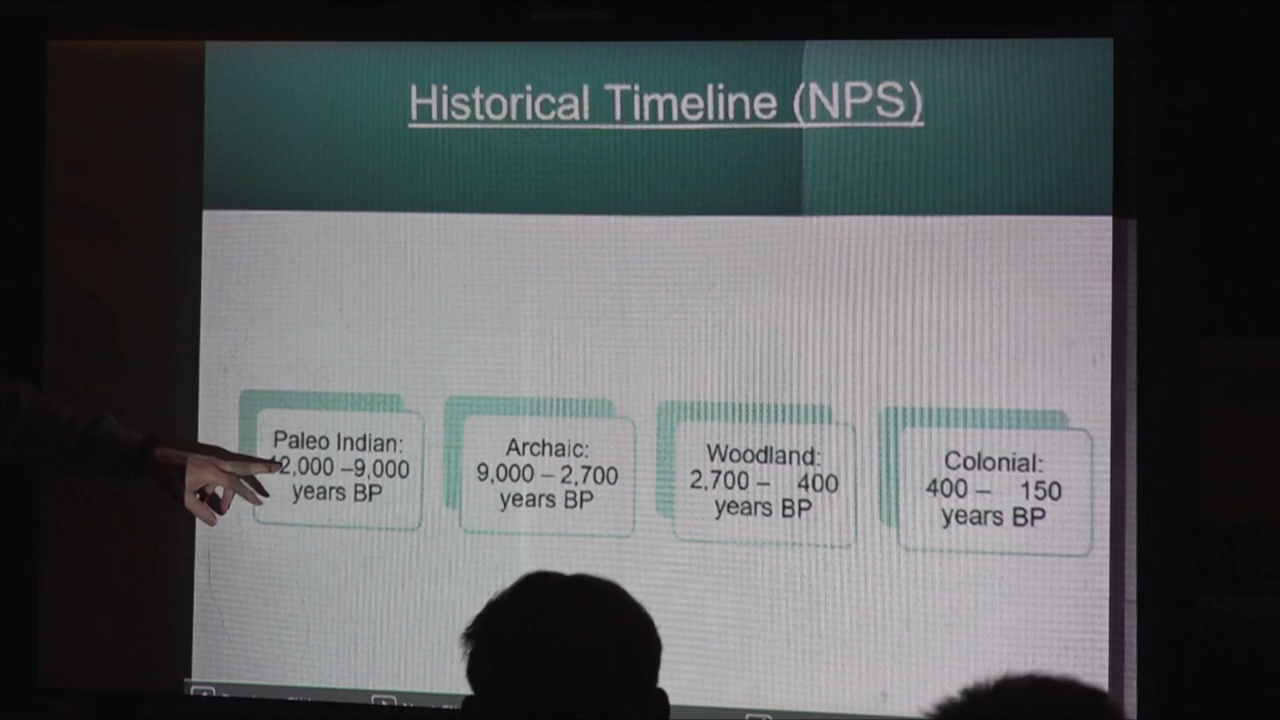 Historical Timeline (NPS)
Paleo Indian:
12,000 –9,000
years BP
Archaic:
9,000 – 2,700
years BP
Woodland:
2,700 – 400
years BP
Colonial:
400 – 150
years BP